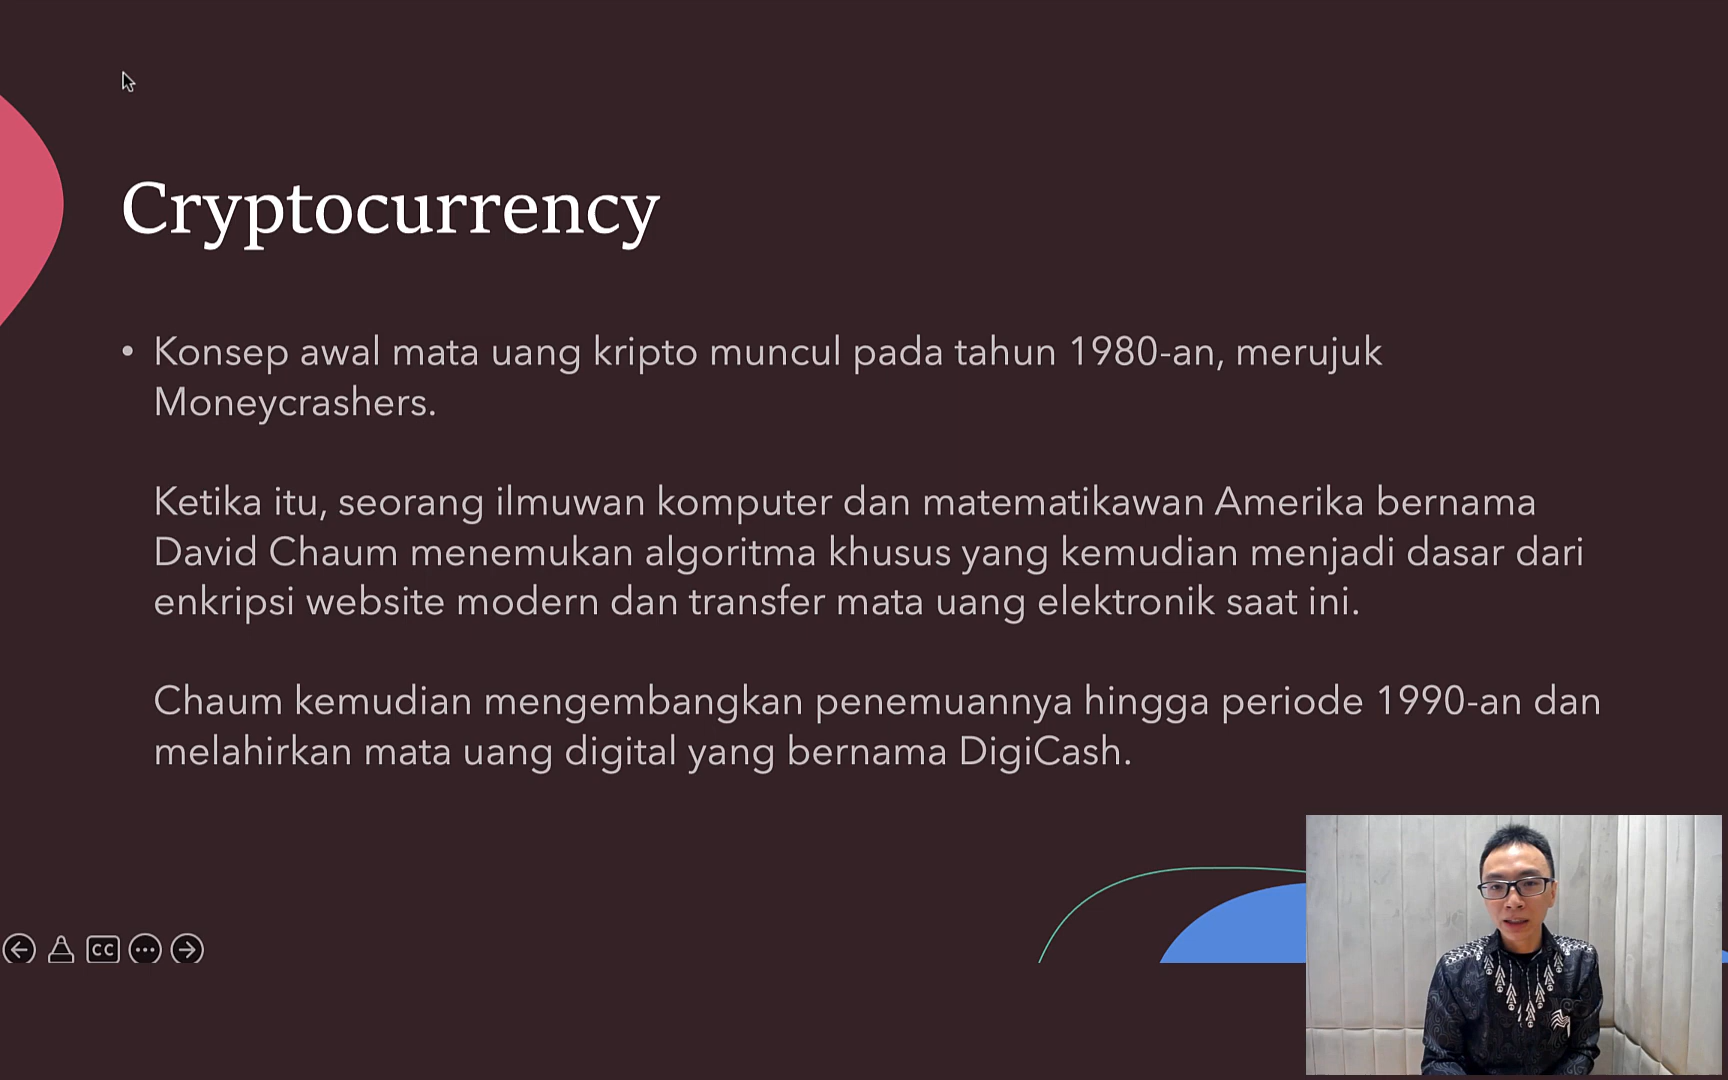 Cryptocurrency
• Konsep awal mata uang kripto muncul pada tahun 1980-an, merujuk
Moneycrashers.
Ketika itu, seorang ilmuwan komputer dan matematikawan Amerika bernama
David Chaum menemukan algoritma khusus yang kemudian menjadi dasar dari
enkripsi website modern dan transfer mata uang elektronik saat ini.
Chaum kemudian mengembangkan penemuannya hingga periode 1990-an dan
melahirkan mata uang digital yang bernama DigiCash.
CC